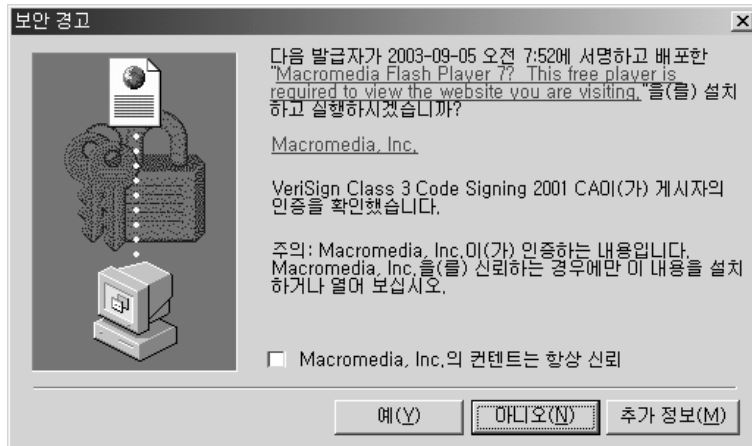 보안 경고
다음 발급자가 2003-09-05 오전 7:52에 서명하고 배포한
"Macromedia Flash Player 7?  This free player is
required to view the website you are visiting."을(를) 설치
하고 실행하시겠습니까?
Macromedia, Inc.
VeriSign Class 3 Code Signing 2001 CA이(가) 게시자의
인증을 확인했습니다.
주의: Macromedia, Inc.이(가) 인증하는 내용입니다.
Macromedia, Inc.을(를) 신뢰하는 경우에만 이 내용을 설치
하거나 열어 보십시오.
Macromedia, Inc.의 컨텐트는 항상 신뢰
예(Y)
아니오(N)
추가 정보(M)